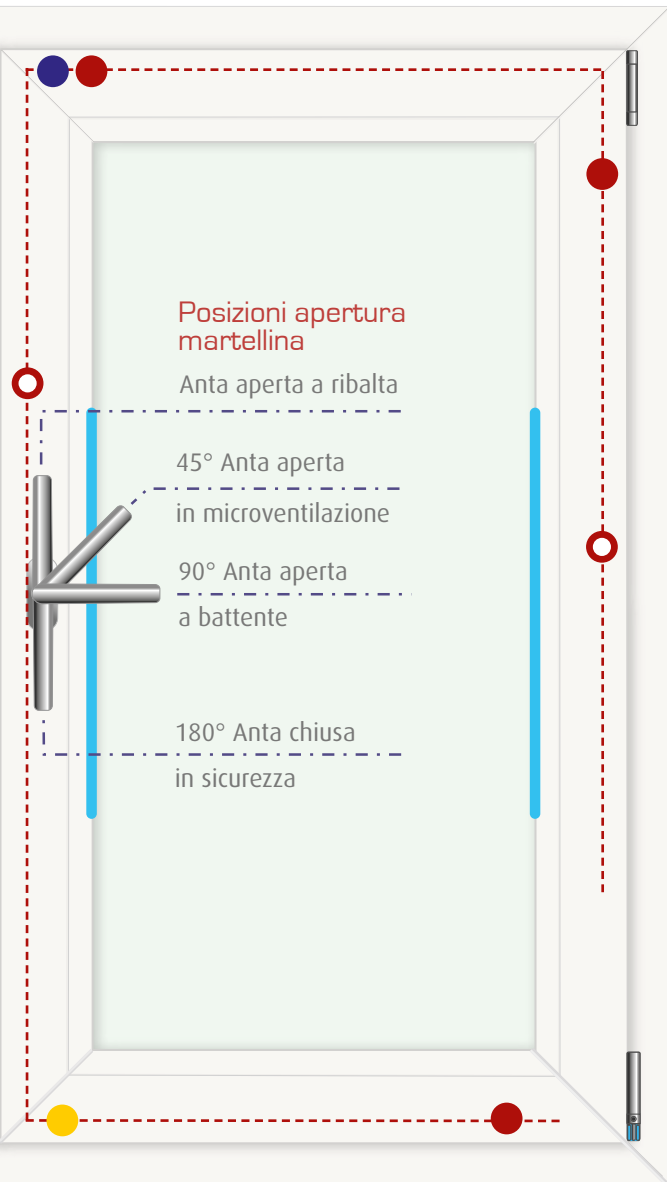 Posizioni apertura
martellina
Anta aperta a ribalta
45° Anta aperta
in microventilazione
90° Anta aperta
a battente
180° Anta chiusa
in sicurezza